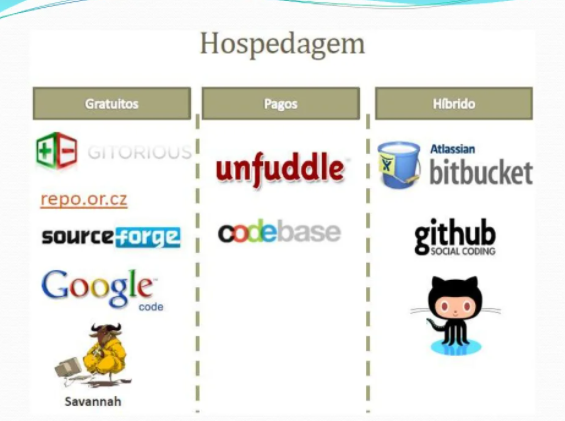 Hospedagem
Gratuitos
Pagos
Híbrido
GITORIOUS
repo.or.cz
sourceforge
Google
code
Savannah
unfuddle
codebase
Atlassian
bitbucket
github
SOCIAL CODING